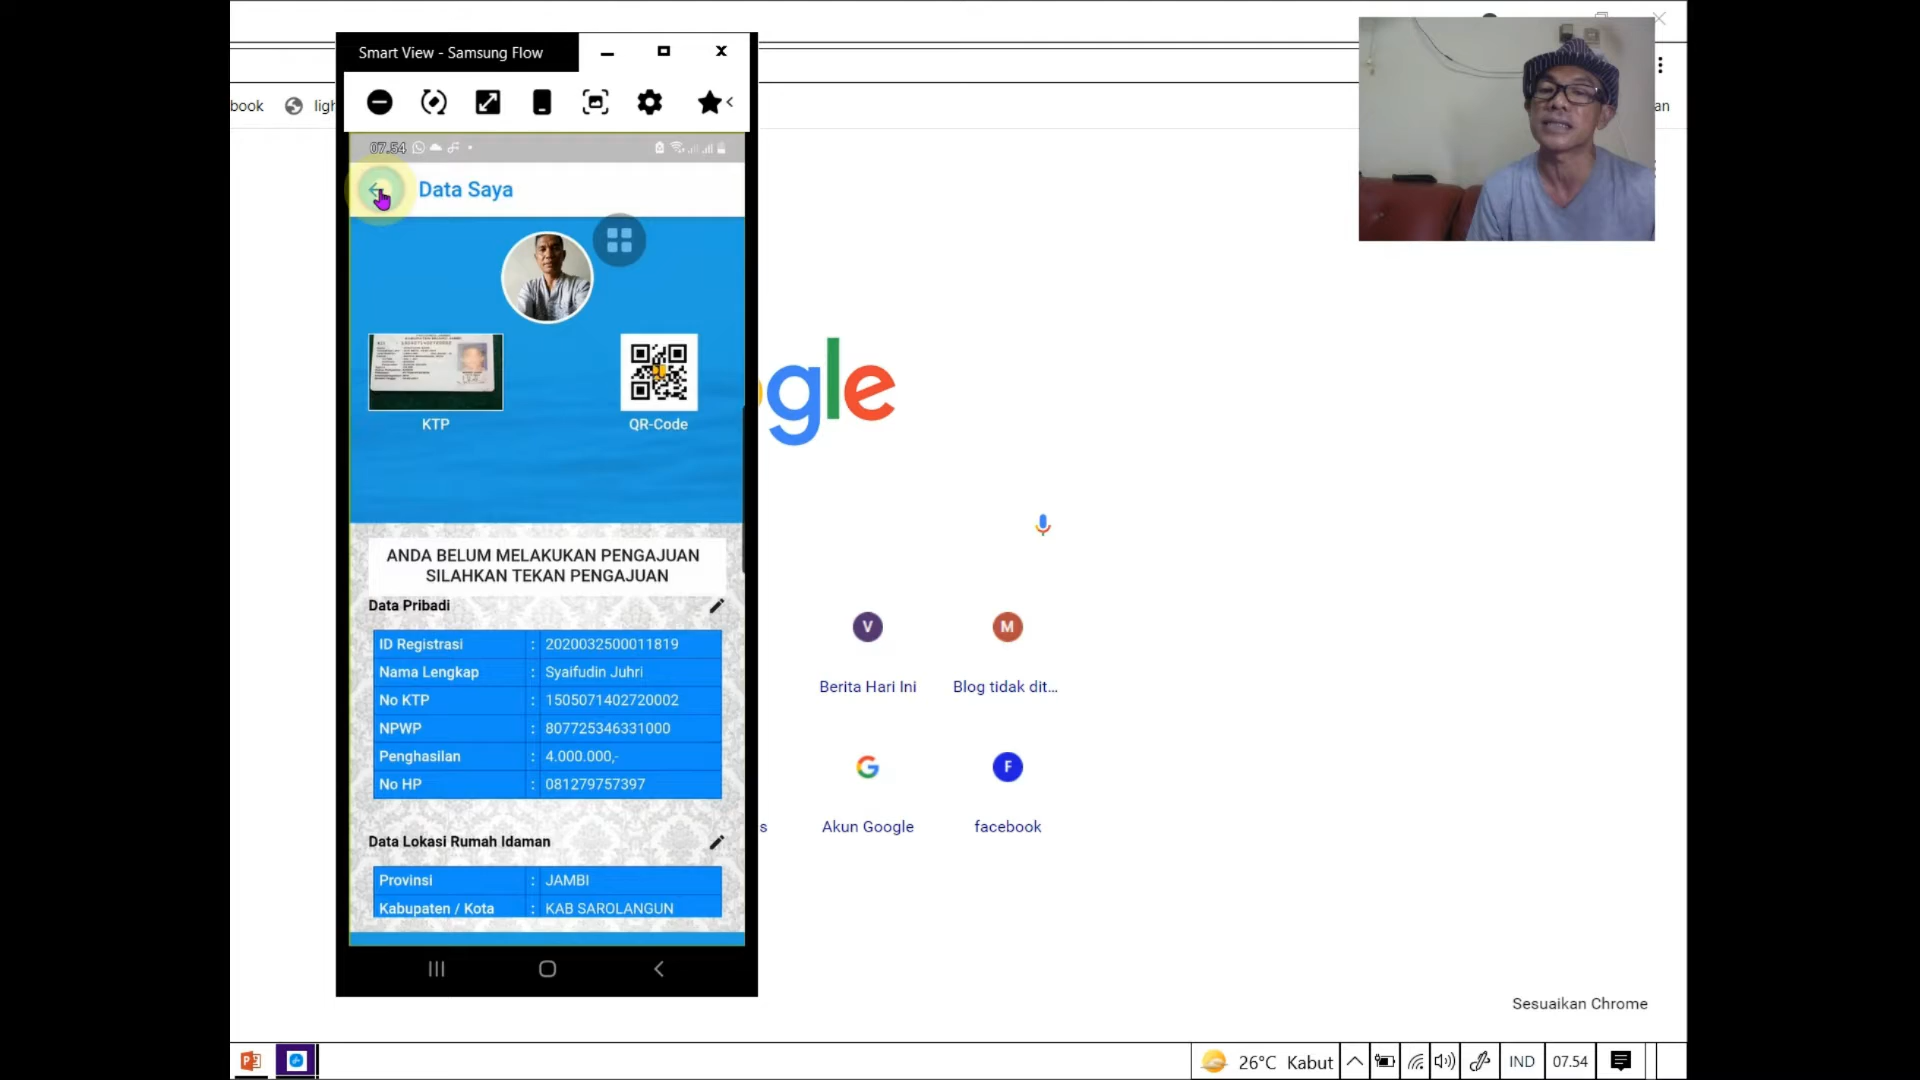 Smart View - Samsung Flow
book
ligh
an
07.54
Data Saya
KTP
QR-Code
ogle
ANDA BELUM MELAKUKAN PENGAJUAN
SILAHKAN TEKAN PENGAJUAN
Data Pribadi
ID Registrasi : 2020032500011819
Nama Lengkap : Syaifudin Juhri
No KTP : 1505071402720002
NPWP : 807725346331000
Penghasilan : 4.000.000,-
No HP : 081279757397
Data Lokasi Rumah Idaman
Provinsi : JAMBI
Kabupaten / Kota : KAB SAROLANGUN
V
M
Berita Hari Ini
Blog tidak dit...
F
s
Akun Google
facebook
Sesuaikan Chrome
26°C Kabut
IND
07.54